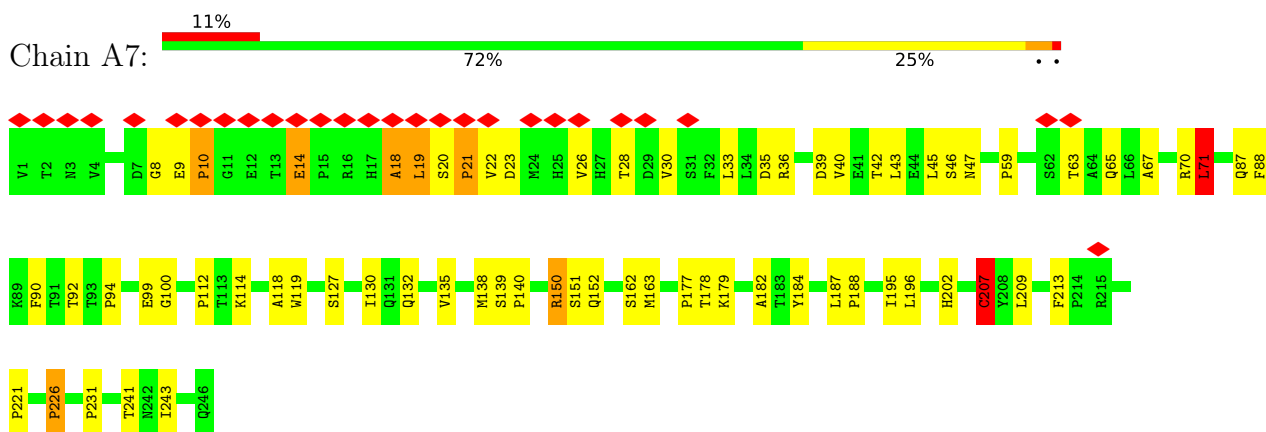 11%
Chain A7:
72% 25% . .
V1 T2 N3 V4 D7 G8 E9 P10 G11 E12 T13 E14 P15 R16 H17 A18 L19 S20 P21 V22 D23 M24 H25 V26 H27 T28 D29 V30 S31 F32 L33 L34 D35 R36 D39 V40 E41 T42 L43 E44 L45 S46 N47 P59 S62 T63 A64 Q65 L66 A67 R70 L71 Q87 F88
K89 F90 T91 T92 T93 P94 E99 G100 P112 T113 K114 A118 W119 S127 I130 Q131 Q132 V135 M138 S139 P140 R150 S151 Q152 S162 M163 P177 T178 K179 A182 T183 Y184 L187 P188 I195 L196 H202 C207 Y208 L209 F213 P214 R215
P221 P226 P231 T241 N242 I243 Q246